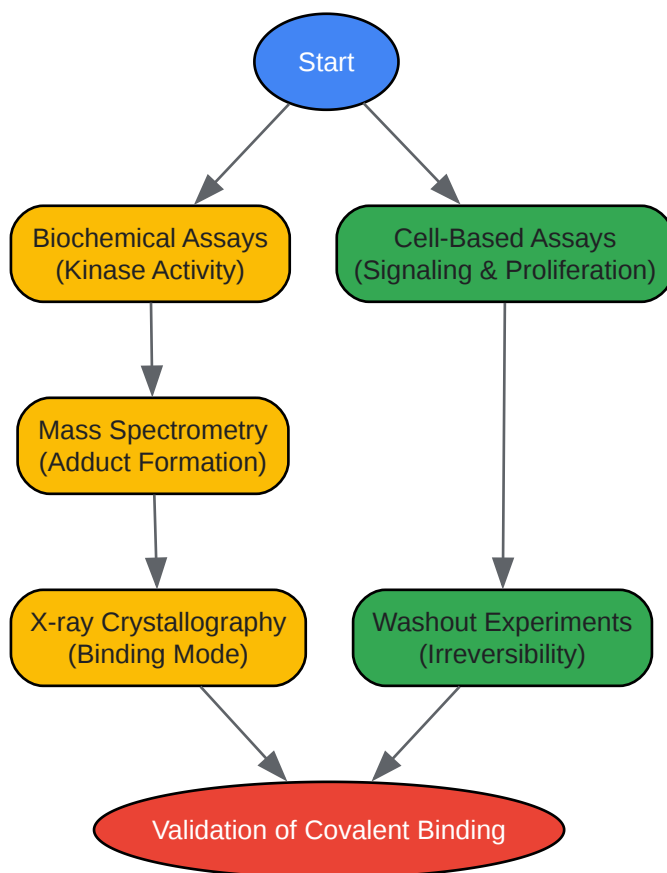 Start
Biochemical Assays
(Kinase Activity)
Cell-Based Assays
(Signaling & Proliferation)
Mass Spectrometry
(Adduct Formation)
X-ray Crystallography
(Binding Mode)
Washout Experiments
(Irreversibility)
Validation of Covalent Binding